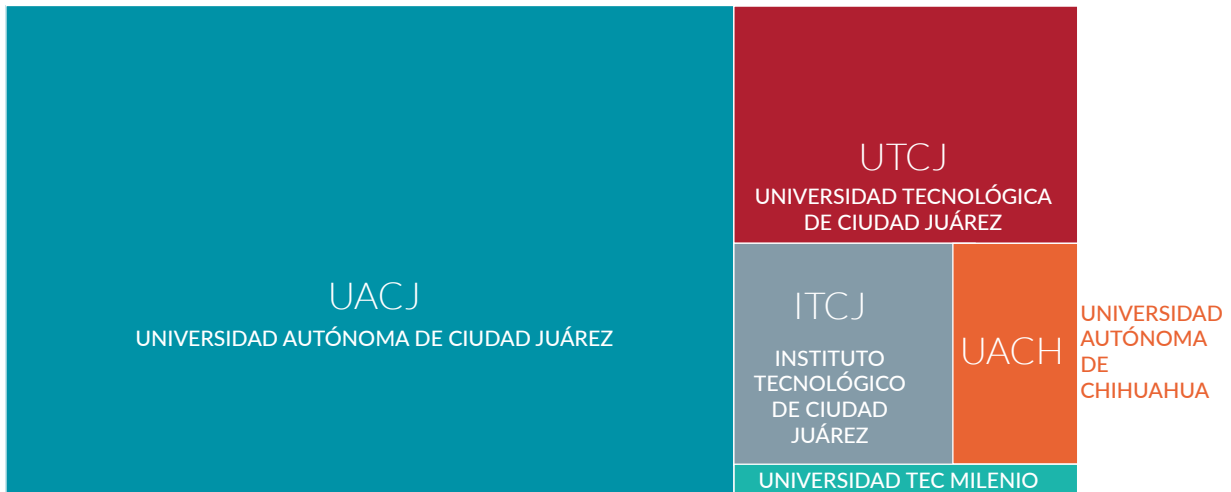 UACJ
UNIVERSIDAD AUTÓNOMA DE CIUDAD JUÁREZ
UTCJ
UNIVERSIDAD TECNOLÓGICA
DE CIUDAD JUÁREZ
ITCJ
INSTITUTO
TECNOLÓGICO
DE CIUDAD
JUÁREZ
UACH
UNIVERSIDAD
AUTÓNOMA
DE
CHIHUAHUA
UNIVERSIDAD TEC MILENIO